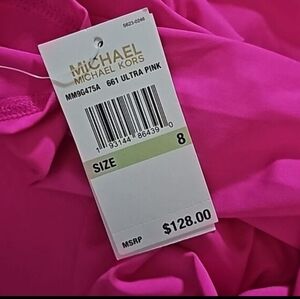 5623-0246
MICHAEL
MICHAEL KORS
MM9G475A 661 ULTRA PINK
1 93144 86439 0
SIZE 8
MSRP $128.00